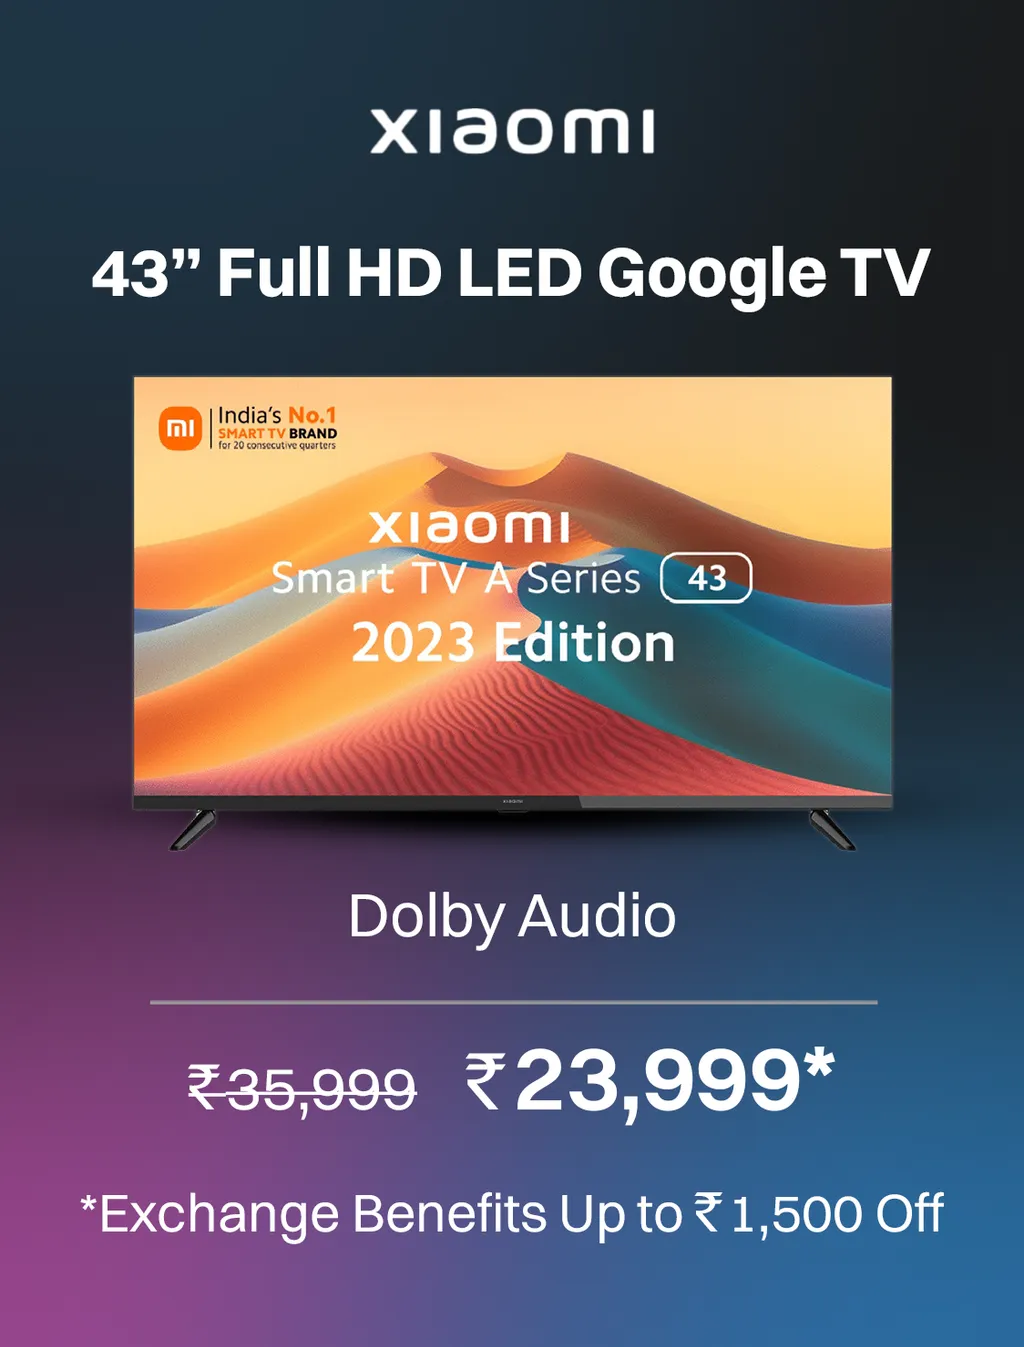 xiaomi
43” Full HD LED Google TV
mi
India's No.1
SMART TV BRAND
for 20 consecutive quarters
xiaomi
Smart TV A Series 43
2023 Edition
XIAOMI
Dolby Audio
₹35,999 ₹23,999*
*Exchange Benefits Up to ₹1,500 Off